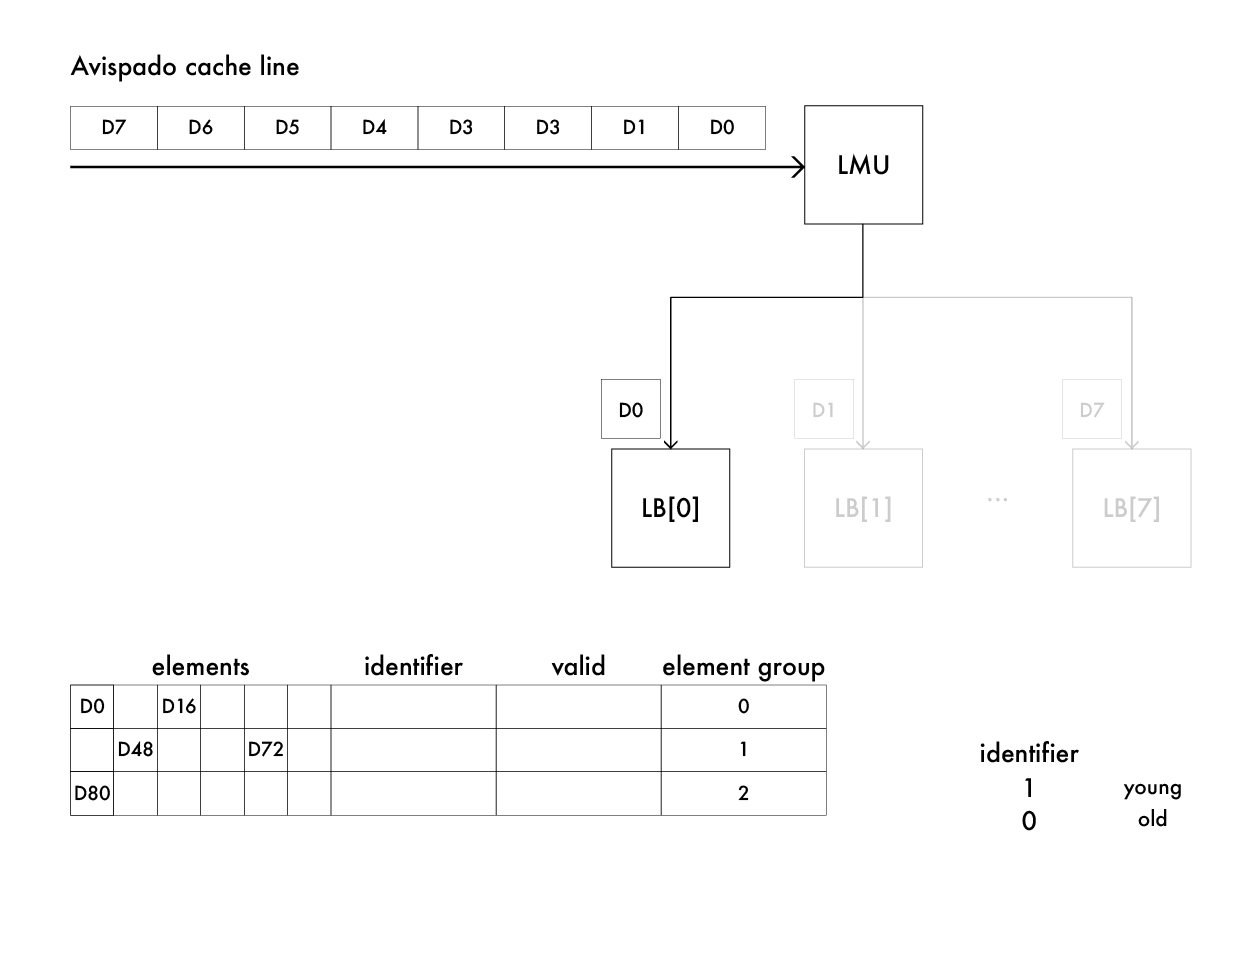 Avispado cache line
D7 D6 D5 D4 D3 D3 D1 D0
LMU
D0 D1 D7
LB[0] LB[1] ... LB[7]
elements identifier valid element group
D0 D16 0
D48 D72 1
D80 2
identifier
1 young
0 old